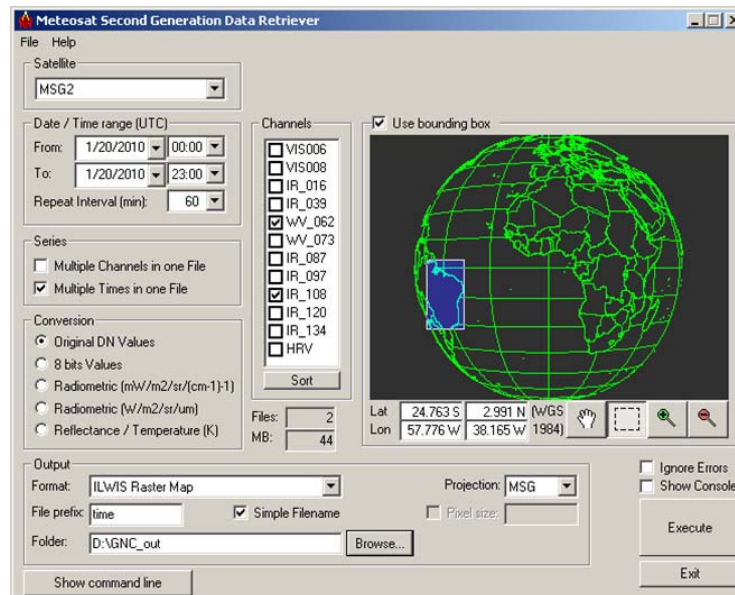 Meteosat Second Generation Data Retriever
File Help
Satellite
MSG2
Date / Time range (UTC)
From: 1/20/2010 00:00
To: 1/20/2010 23:00
Repeat Interval (min): 60
Series
Multiple Channels in one File
Multiple Times in one File
Conversion
Original DN Values
8 bits Values
Radiometric (mW/m2/sr/(cm-1)-1)
Radiometric (W/m2/sr/um)
Reflectance / Temperature (K)
Channels
VIS006
VIS008
IR_016
IR_039
WV_062
WV_073
IR_087
IR_097
IR_108
IR_120
IR_134
HRV
Sort
Files: 2
MB: 44
Use bounding box
Lat 24.763 S 2.991 N (WGS
Lon 57.776 W 38.165 W 1984)
Output
Format: ILWIS Raster Map Projection: MSG
File prefix: time Simple Filename Pixel size:
Folder: D:\GNC_out Browse...
Ignore Errors
Show Console
Execute
Exit
Show command line